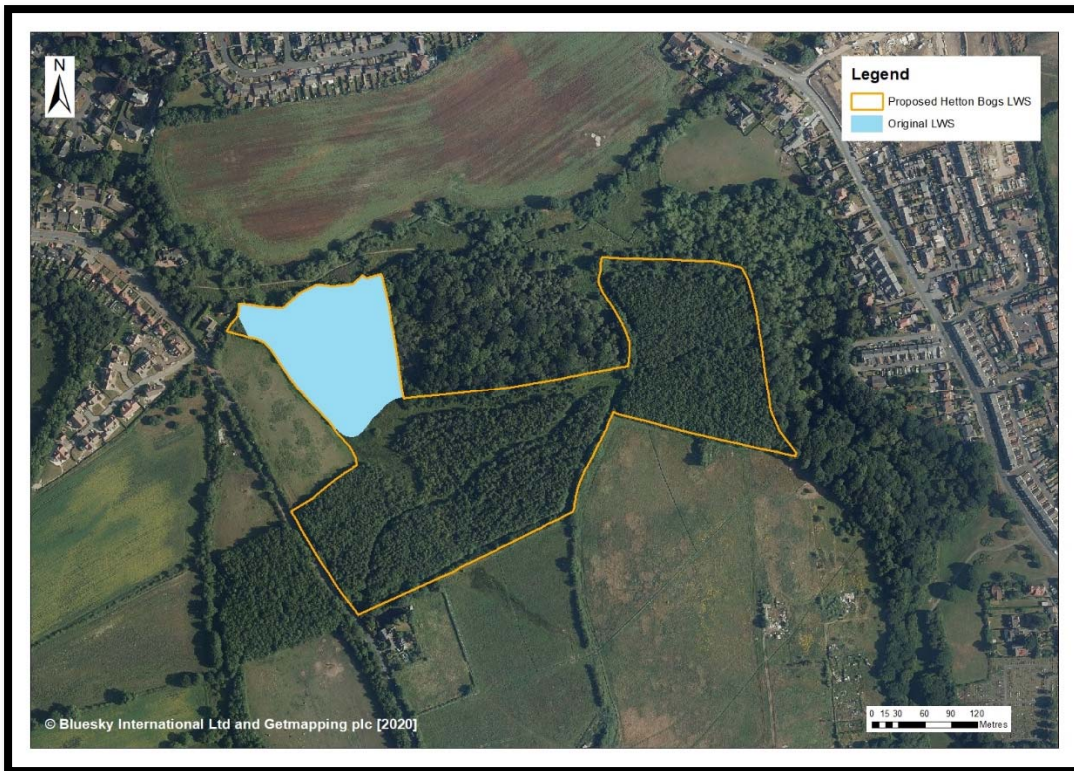 N
Legend
Proposed Hetton Bogs LWS
Original LWS
© Bluesky International Ltd and Getmapping plc [2020]
0 15 30 60 90 120
Metres